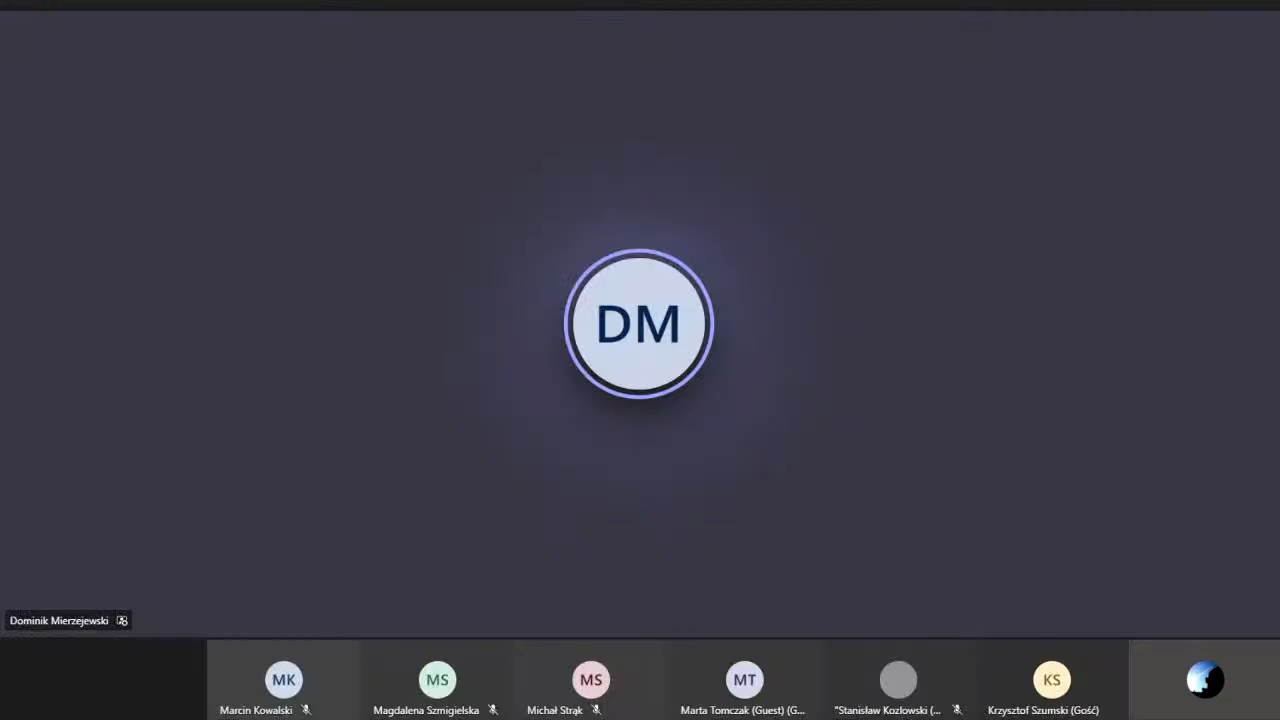 DM
Dominik Mierzejewski
MK
MS
MS
MT
KS
Marcin Kowalski
Magdalena Szmigielska
Michał Strąk
Marta Tomczak (Guest) (G...
"Stanisław Kozlowski (...
Krzysztof Szumski (Gość)